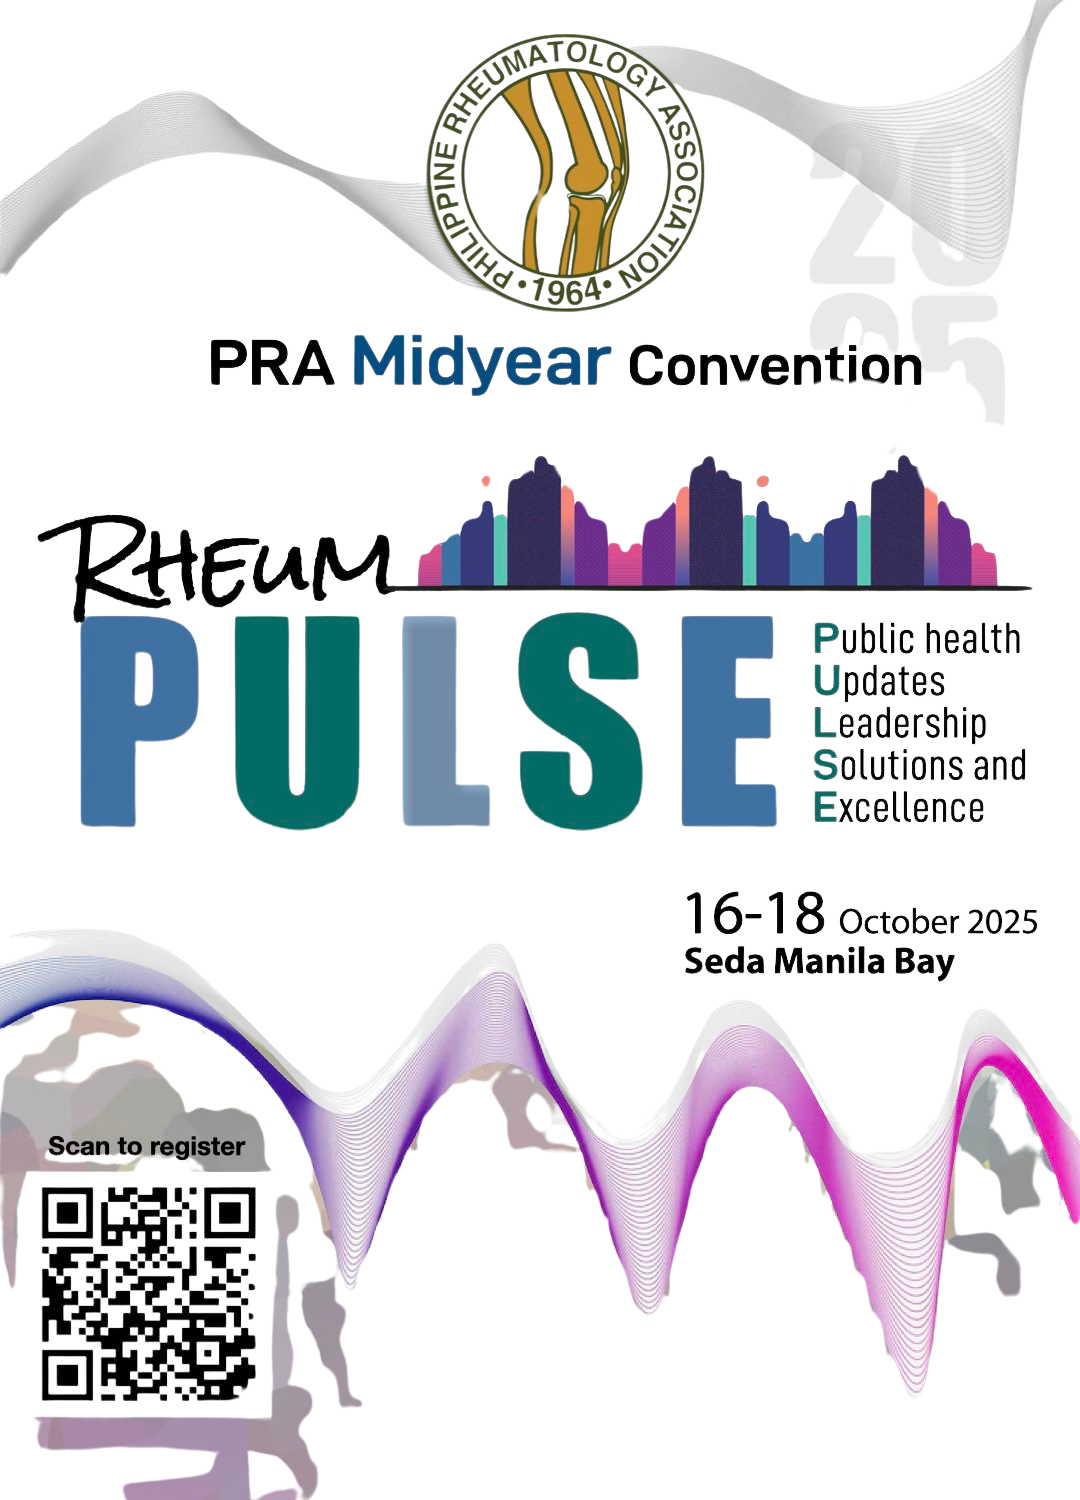 PHILIPPINE RHEUMATOLOGY ASSOCIATION
• 1964 •
2025
PRA Midyear Convention
RHEUM
PULSE
Public health
Updates
Leadership
Solutions and
Excellence
16-18 October 2025
Seda Manila Bay
Scan to register